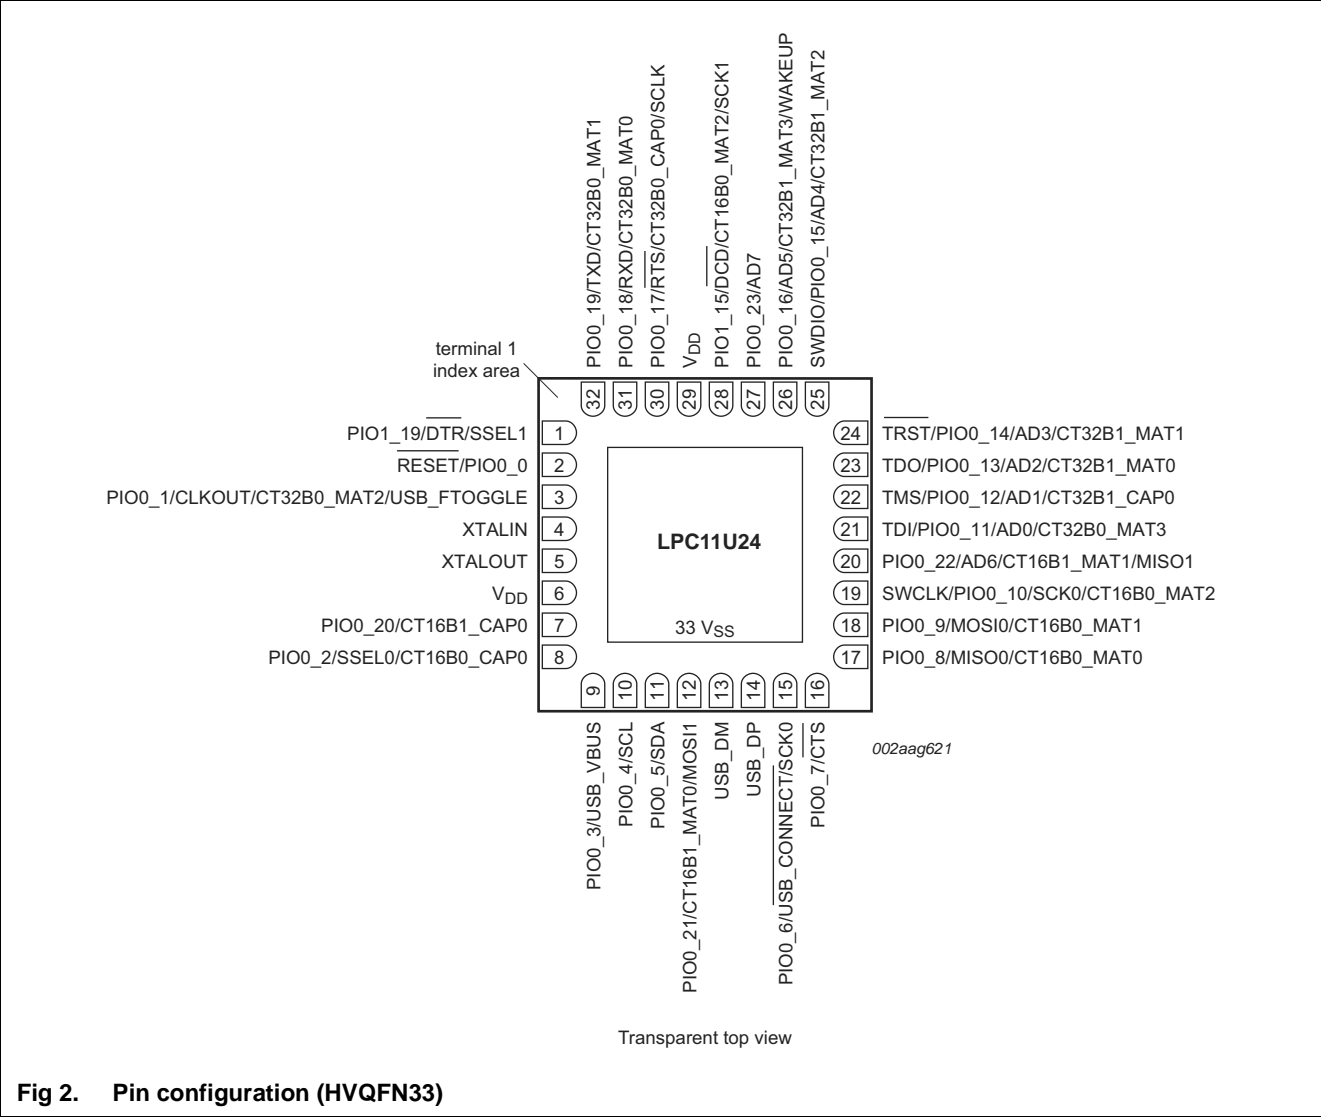 PIO0_19/TXD/CT32B0_MAT1
PIO0_18/RXD/CT32B0_MAT0
PIO0_17/RTS/CT32B0_CAP0/SCLK
VDD
PIO1_15/DCD/CT16B0_MAT2/SCK1
PIO0_23/AD7
PIO0_16/AD5/CT32B1_MAT3/WAKEUP
SWDIO/PIO0_15/AD4/CT32B1_MAT2
terminal 1
index area
32
31
30
29
28
27
26
25
PIO1_19/DTR/SSEL1 1
RESET/PIO0_0 2
PIO0_1/CLKOUT/CT32B0_MAT2/USB_FTOGGLE 3
XTALIN 4
XTALOUT 5
VDD 6
PIO0_20/CT16B1_CAP0 7
PIO0_2/SSEL0/CT16B0_CAP0 8
LPC11U24
33 VSS
24 TRST/PIO0_14/AD3/CT32B1_MAT1
23 TDO/PIO0_13/AD2/CT32B1_MAT0
22 TMS/PIO0_12/AD1/CT32B1_CAP0
21 TDI/PIO0_11/AD0/CT32B0_MAT3
20 PIO0_22/AD6/CT16B1_MAT1/MISO1
19 SWCLK/PIO0_10/SCK0/CT16B0_MAT2
18 PIO0_9/MOSI0/CT16B0_MAT1
17 PIO0_8/MISO0/CT16B0_MAT0
9
10
11
12
13
14
15
16
PIO0_3/USB_VBUS
PIO0_4/SCL
PIO0_5/SDA
PIO0_21/CT16B1_MAT0/MOSI1
USB_DM
USB_DP
PIO0_6/USB_CONNECT/SCK0
PIO0_7/CTS
002aag621
Transparent top view
Fig 2. Pin configuration (HVQFN33)